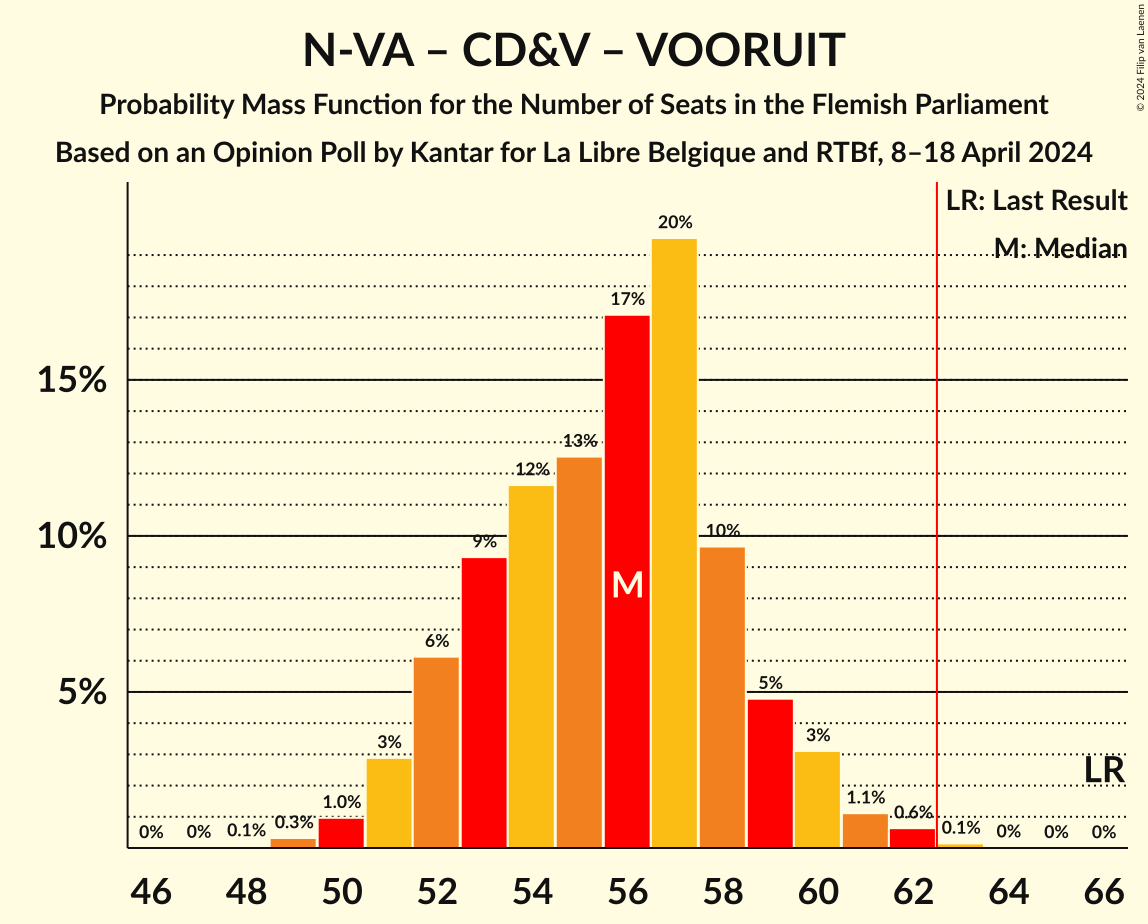 N-VA – CD&V – VOORUIT
Probability Mass Function for the Number of Seats in the Flemish Parliament
Based on an Opinion Poll by Kantar for La Libre Belgique and RTBf, 8–18 April 2024
© 2024 Filip van Laenen
LR: Last Result
M: Median
20%
17%
15%
13%
12%
10%
10%
9%
M
6%
5%
5%
3%
3%
LR
1.0%
1.1%
0%
0%
0.1%
0.3%
0.6%
0.1%
0%
0%
0%
46 48 50 52 54 56 58 60 62 64 66